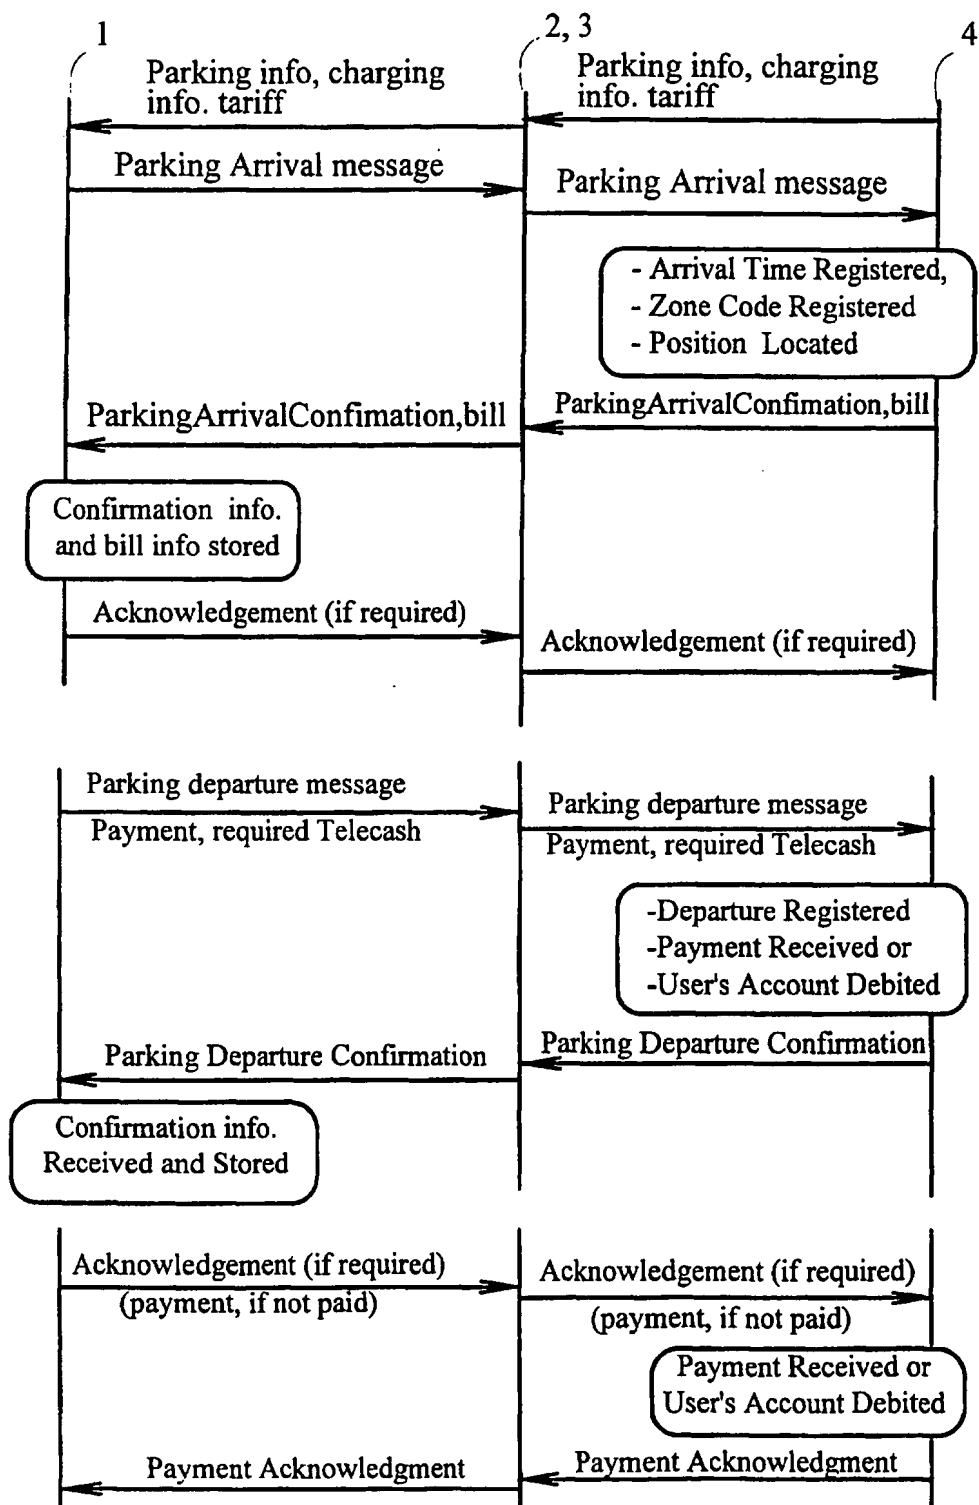 1
2, 3
4
Parking info, charging
info. tariff
Parking info, charging
info. tariff
Parking Arrival message
Parking Arrival message
- Arrival Time Registered,
- Zone Code Registered
- Position Located
ParkingArrivalConfimation,bill
ParkingArrivalConfimation,bill
Confirmation info.
and bill info stored
Acknowledgement (if required)
Acknowledgement (if required)
Parking departure message
Payment, required Telecash
Parking departure message
Payment, required Telecash
-Departure Registered
-Payment Received or
-User's Account Debited
Parking Departure Confirmation
Parking Departure Confirmation
Confirmation info.
Received and Stored
Acknowledgement (if required)
(payment, if not paid)
Acknowledgement (if required)
(payment, if not paid)
Payment Received or
User's Account Debited
Payment Acknowledgment
Payment Acknowledgment